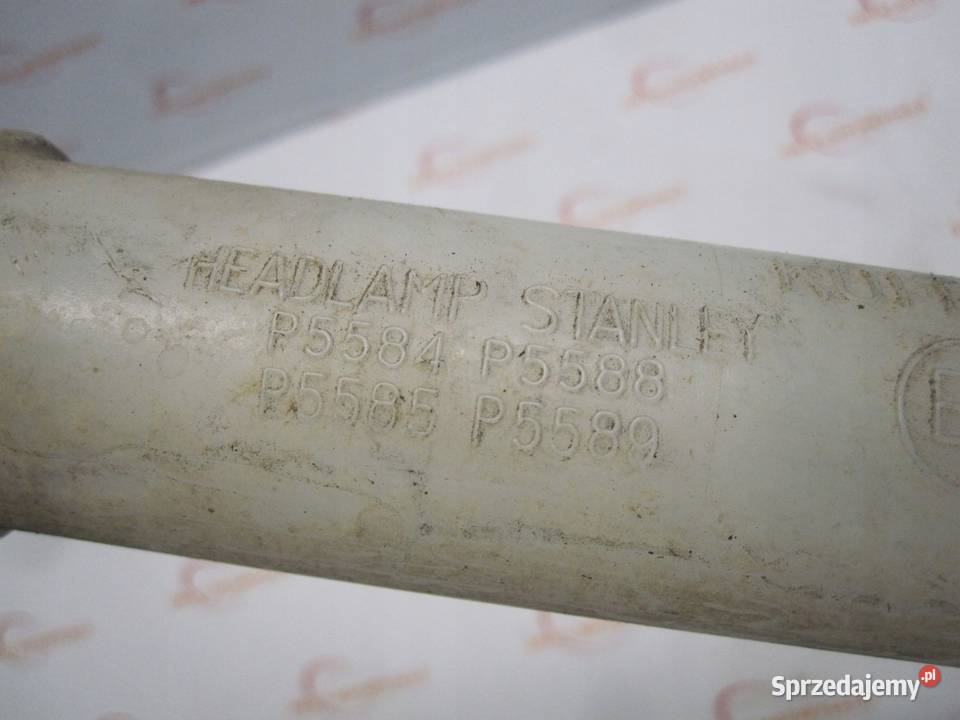 HEADLAMP STANLEY
P5584 P5588
P5585 P5589
Sprzedajemy.pl